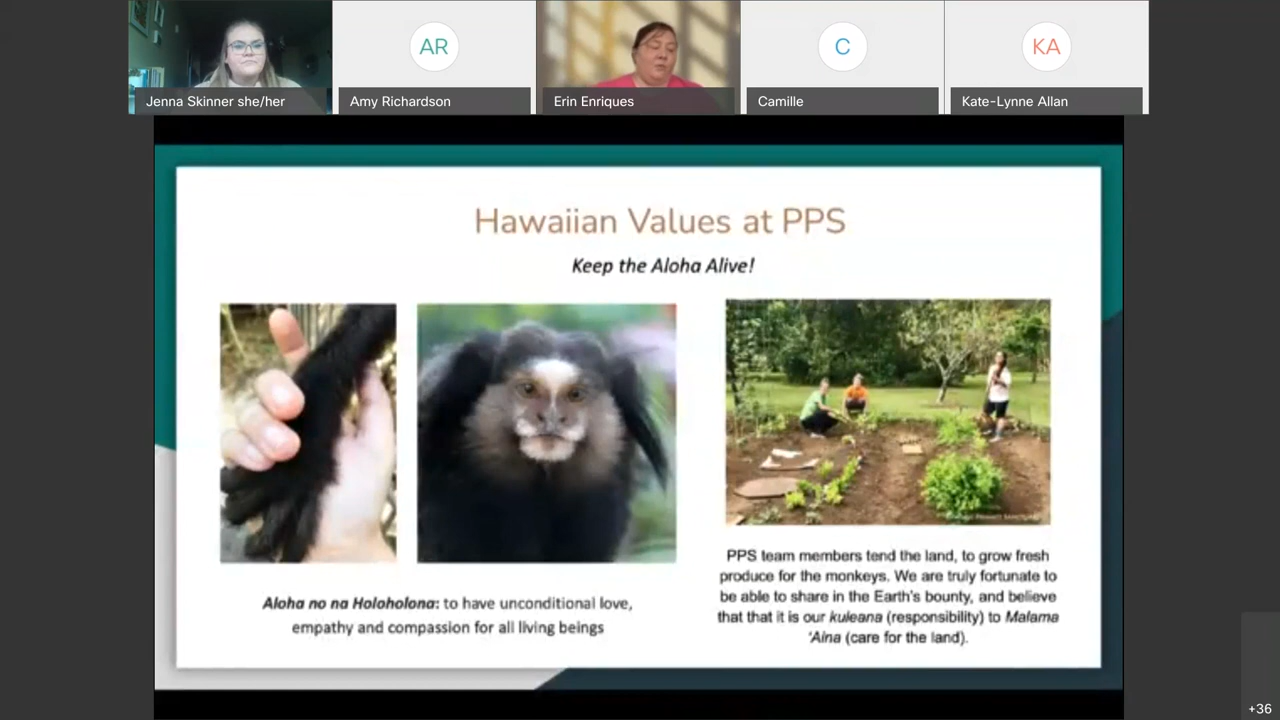 AR
C
KA
Jenna Skinner she/her
Amy Richardson
Erin Enriques
Camille
Kate-Lynne Allan
Hawaiian Values at PPS
Keep the Aloha Alive!
Aloha no na Holoholona: to have unconditional love,
empathy and compassion for all living beings
PPS team members tend the land, to grow fresh
produce for the monkeys. We are truly fortunate to
be able to share in the Earth's bounty, and believe
that that it is our kuleana (responsibility) to Malama
'Aina (care for the land).
+36